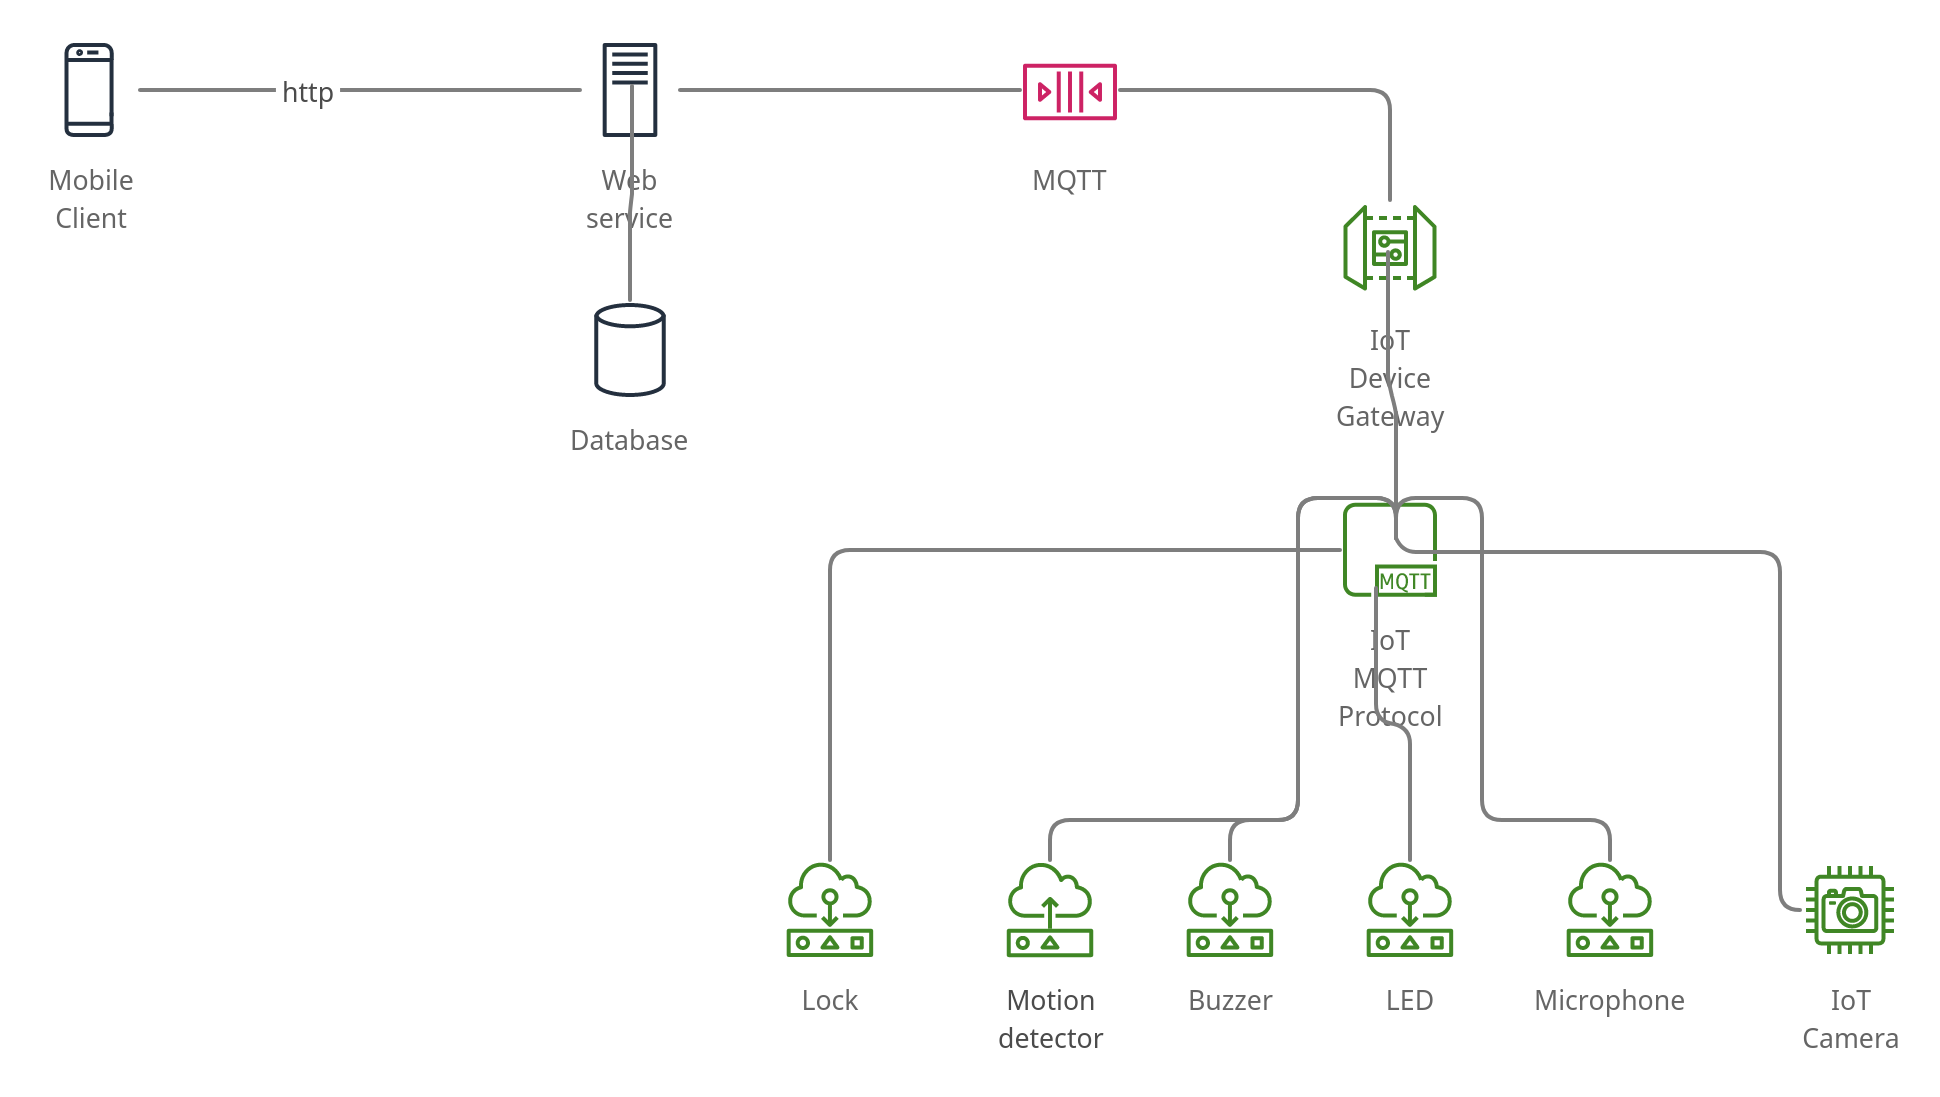 http
Mobile
Client
Web
service
MQTT
IoT
Device
Gateway
Database
MQTT
IoT
MQTT
Protocol
Lock
Motion
detector
Buzzer
LED
Microphone
IoT
Camera